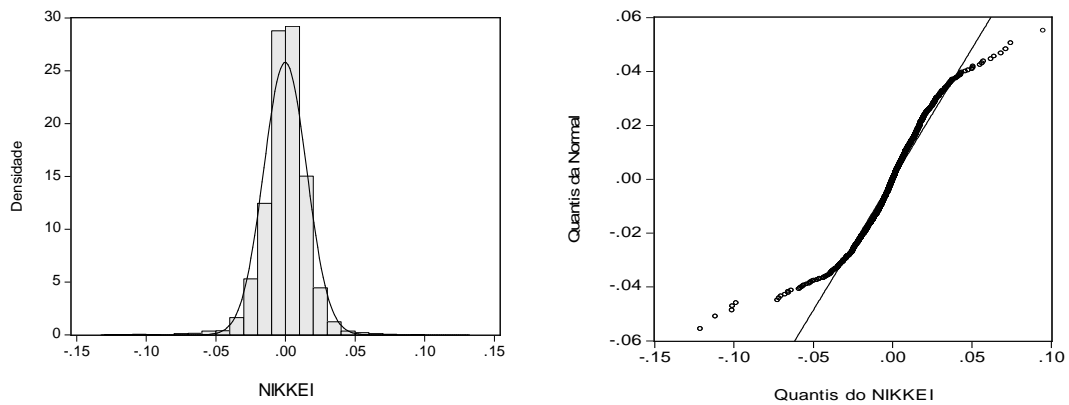 30
25
20
15
10
5
0
-.15 -.10 -.05 .00 .05 .10 .15
Densidade
NIKKEI
.06
.04
.02
.00
-.02
-.04
-.06
-.15 -.10 -.05 .00 .05 .10
Quantis da Normal
Quantis do NIKKEI